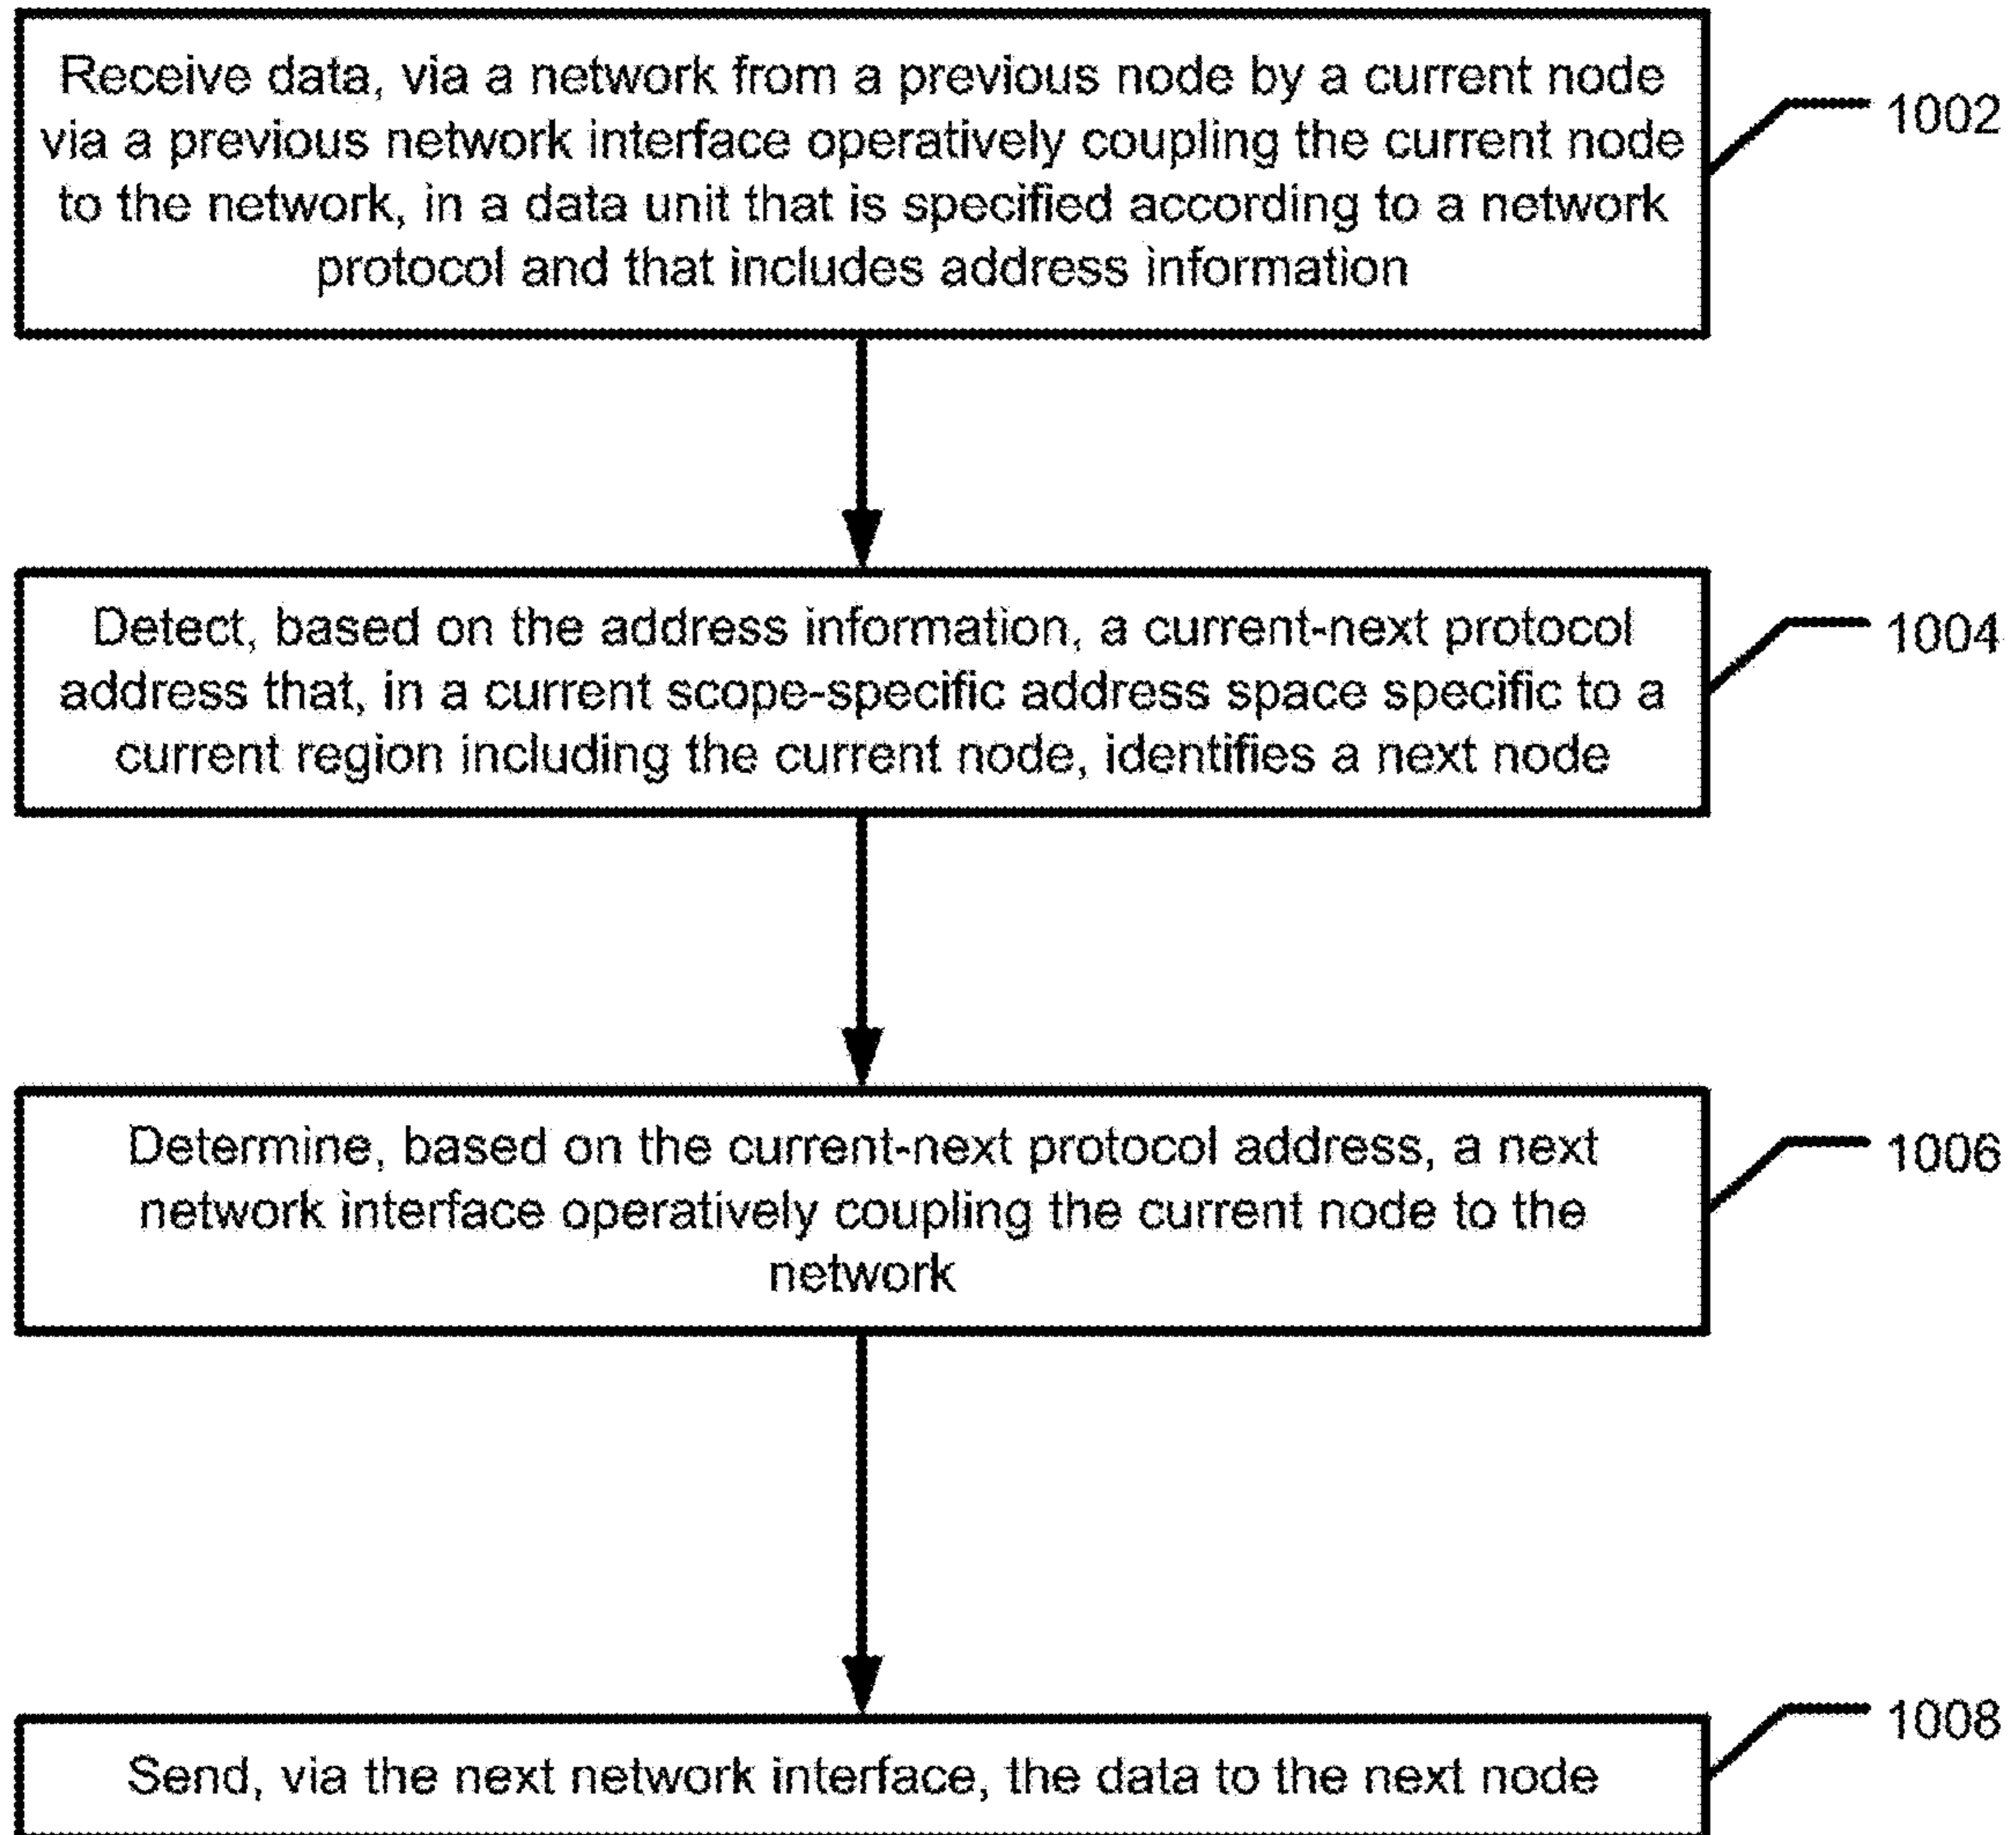 Receive data, via a network from a previous node by a current node
via a previous network interface operatively coupling the current node
to the network, in a data unit that is specified according to a network
protocol and that includes address information
1002
Detect, based on the address information, a current-next protocol
address that, in a current scope-specific address space specific to a
current region including the current node, identifies a next node
1004
Determine, based on the current-next protocol address, a next
network interface operatively coupling the current node to the
network
1006
Send, via the next network interface, the data to the next node
1008